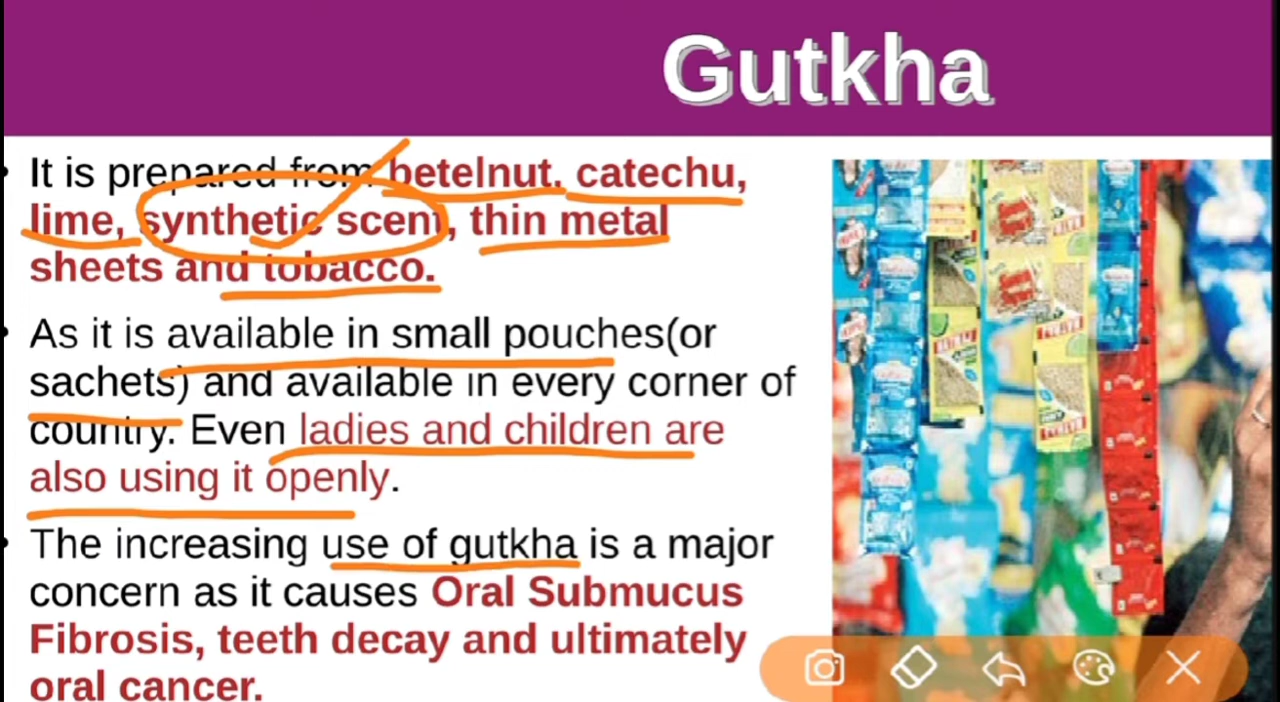 Gutkha
It is prepared from betelnut, catechu,
lime, synthetic scent, thin metal
sheets and tobacco.
As it is available in small pouches(or
sachets) and available in every corner of
country. Even ladies and children are
also using it openly.
The increasing use of gutkha is a major
concern as it causes Oral Submucus
Fibrosis, teeth decay and ultimately
oral cancer.